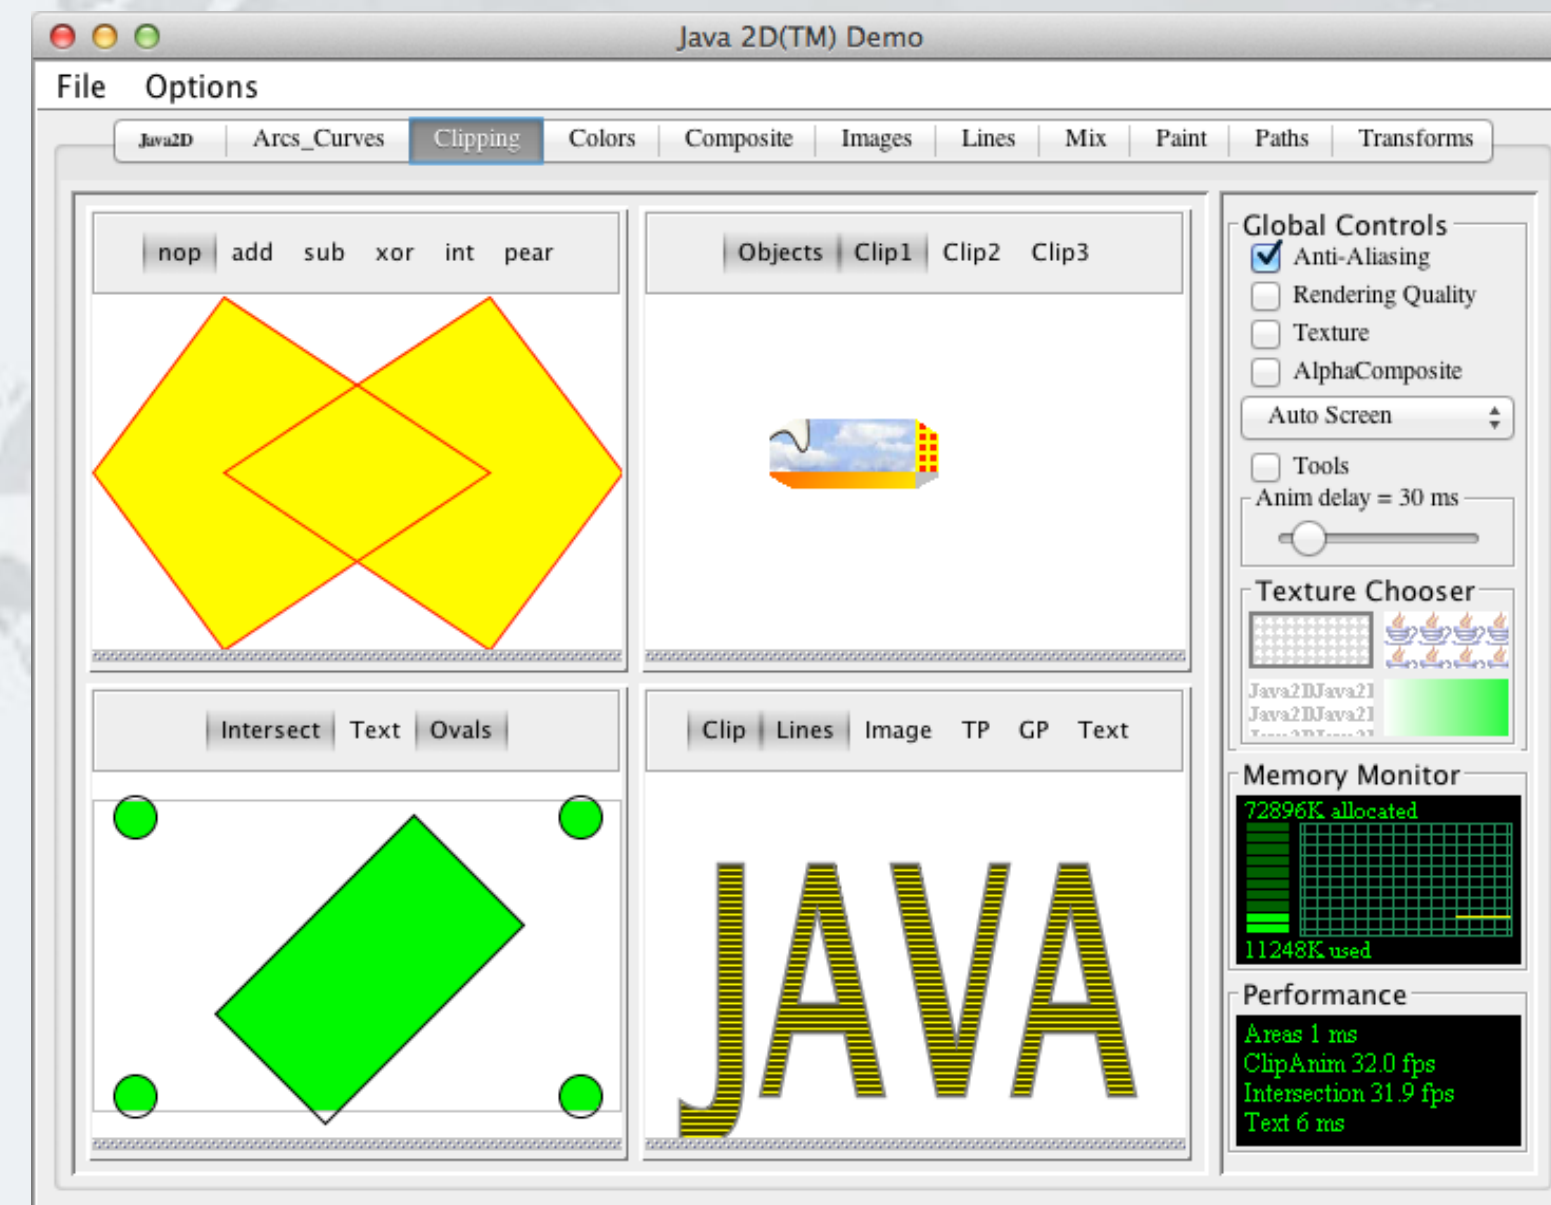 Java 2D(TM) Demo
File Options
Java2D Arcs_Curves Clipping Colors Composite Images Lines Mix Paint Paths Transforms
nop add sub xor int pear
Objects Clip1 Clip2 Clip3
Intersect Text Ovals
Clip Lines Image TP GP Text
JAVA
Global Controls
Anti-Aliasing
Rendering Quality
Texture
AlphaComposite
Auto Screen
Tools
Anim delay = 30 ms
Texture Chooser
Java2DJava2D
Java2DJava2D
Memory Monitor
72896K allocated
11248K used
Performance
Areas 1 ms
ClipAnim 32.0 fps
Intersection 31.9 fps
Text 6 ms